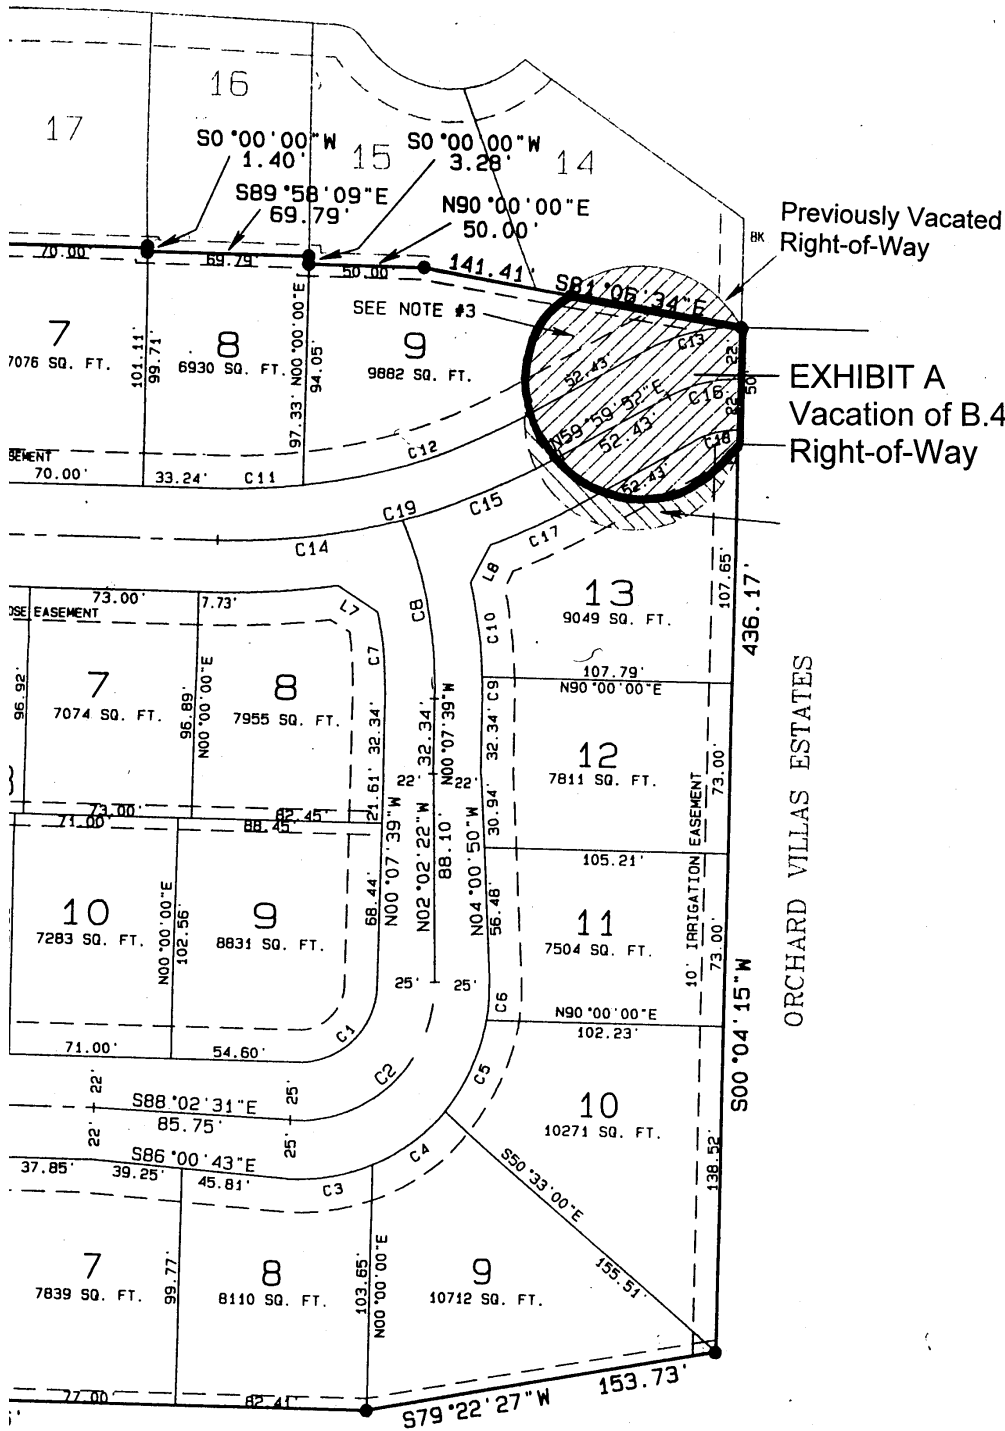 16
17
S0°00'00"W
1.40'
15
S0°00'00"W
3.28'
14
S89°58'09"E
69.79'
N90°00'00"E
50.00'
Previously Vacated
Right-of-Way
BK
70.00'
69.79'
50.00
141.41'
S81°06'34"E
SEE NOTE #3
7
7076 SQ. FT.
101.11'
99.71'
8
6930 SQ. FT.
N00°00'00"E
97.33'
94.05'
9
9882 SQ. FT.
C13
52.43'
22'
50'
22'
C16
N59°59'52"E
52.43'
C18
52.43'
EXHIBIT A
Vacation of B.4
Right-of-Way
C12
SEMENT
70.00'
33.24'
C11
C19
C15
C14
C17
L8
73.00'
7.73'
OSE EASEMENT
L7
C8
C7
C10
C9
13
9049 SQ. FT.
107.65'
436.17'
107.79'
N90°00'00"E
96.92'
7
7074 SQ. FT.
96.89'
N00°00'00"E
8
7955 SQ. FT.
32.34'
32.34'
N00°07'39"W
32.34'
12
7811 SQ. FT.
73.00'
22'
22'
21.61'
30.94'
73.00'
82.45'
71.00'
88.45'
N00°07'39"W
N02°20'22"W
88.10'
N04°00'50"W
105.21'
10' IRRIGATION EASEMENT
ORCHARD VILLAS ESTATES
10
7283 SQ. FT.
N00°00'00"E
102.56'
9
8831 SQ. FT.
68.44'
56.48'
11
7504 SQ. FT.
73.00'
S00°04'15"W
25'
25'
C6
N90°00'00"E
102.23'
71.00'
54.60'
C1
C2
C5
22'
25'
S88°02'31"E
85.75'
22'
25'
10
10271 SQ. FT.
138.52'
S86°00'43"E
37.85'
39.25'
45.81'
C3
C4
S50°33'00"E
155.51'
7
7839 SQ. FT.
99.77'
8
8110 SQ. FT.
103.65'
N00°00'00"E
9
10712 SQ. FT.
77.00'
82.41'
S79°22'27"W
153.73'